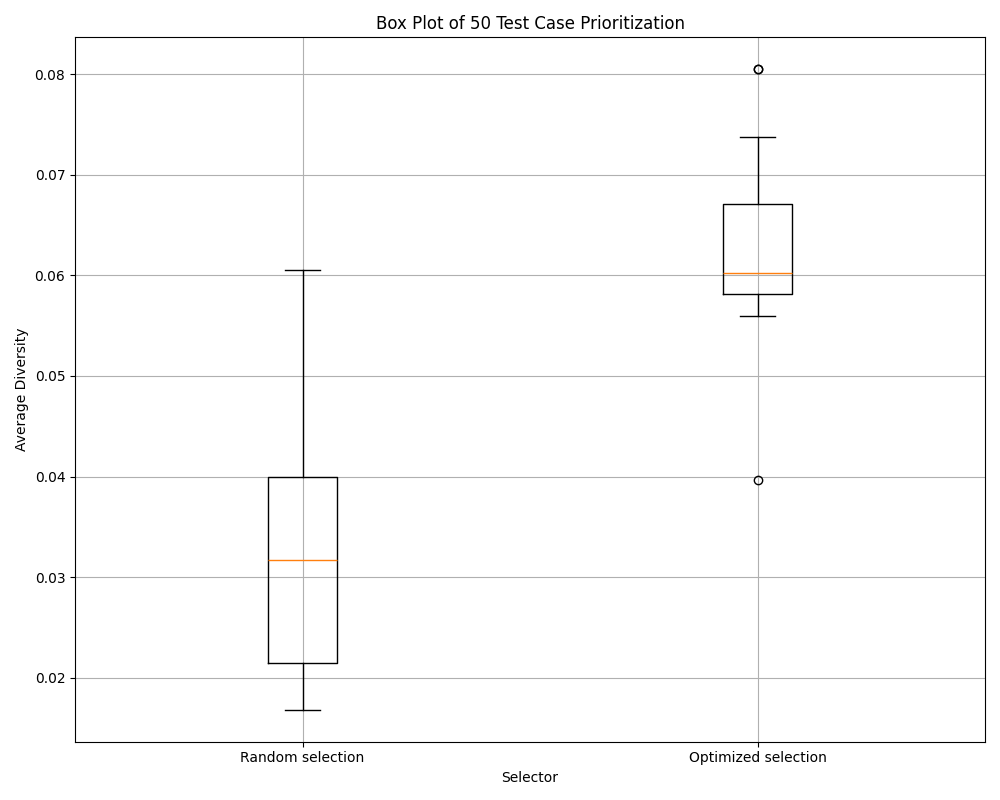 Box Plot of 50 Test Case Prioritization
Average Diversity
0.08
0.07
0.06
0.05
0.04
0.03
0.02
Random selection
Optimized selection
Selector